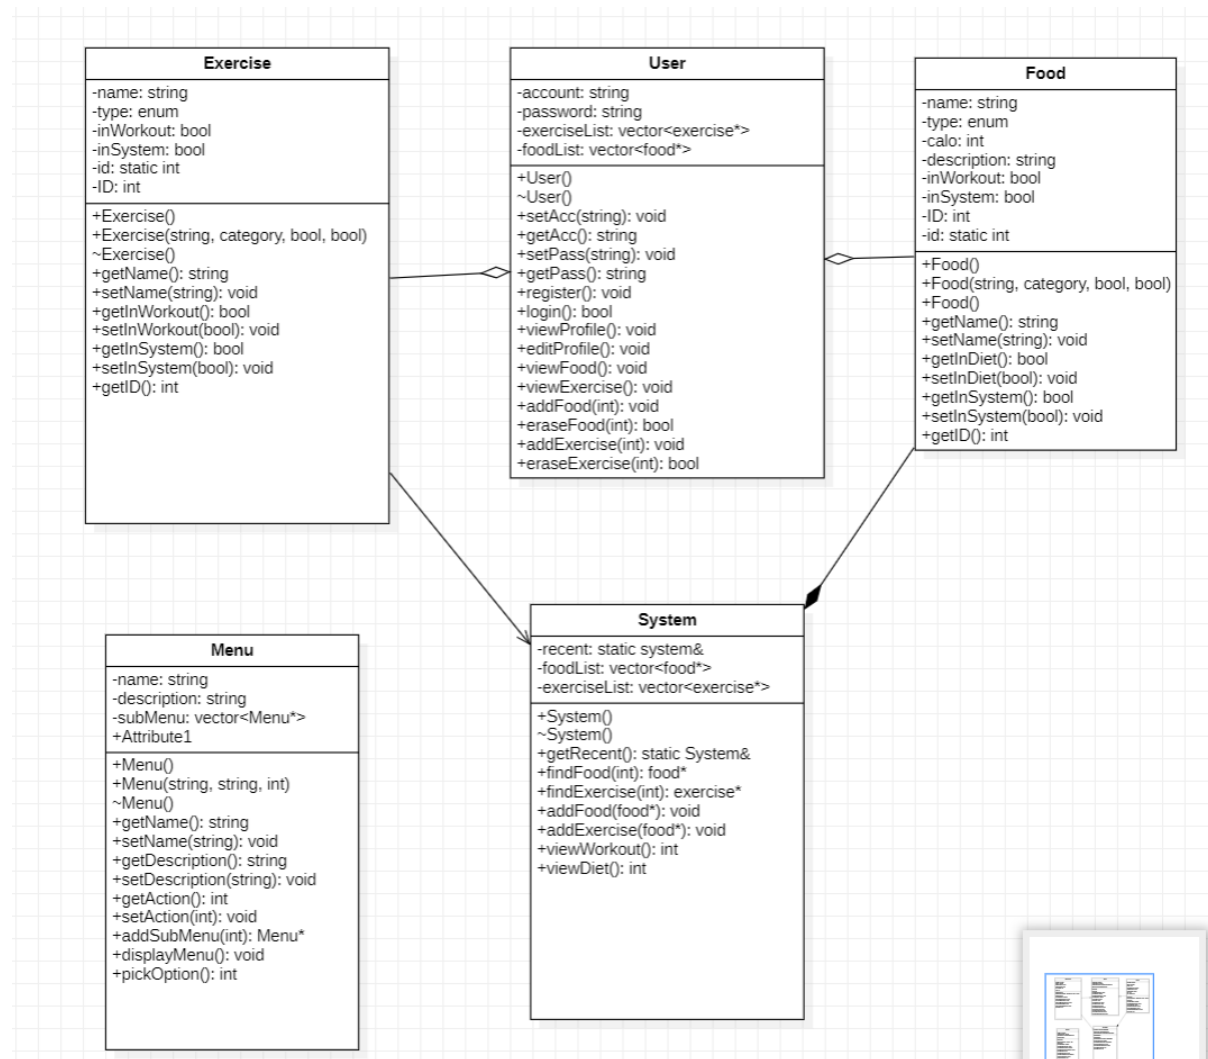 Exercise
-name: string
-type: enum
-inWorkout: bool
-inSystem: bool
-id: static int
-ID: int
+Exercise()
+Exercise(string, category, bool, bool)
~Exercise()
+getName(): string
+setName(string): void
+getInWorkout(): bool
+setInWorkout(bool): void
+getInSystem(): bool
+setInSystem(bool): void
+getID(): int
User
-account: string
-password: string
-exerciseList: vector<exercise*>
-foodList: vector<food*>
+User()
~User()
+setAcc(string): void
+getAcc(): string
+setPass(string): void
+getPass(): string
+register(): void
+login(): bool
+viewProfile(): void
+editProfile(): void
+viewFood(): void
+viewExercise(): void
+addFood(int): void
+eraseFood(int): bool
+addExercise(int): void
+eraseExercise(int): bool
Food
-name: string
-type: enum
-calo: int
-description: string
-inWorkout: bool
-inSystem: bool
-ID: int
-id: static int
+Food()
+Food(string, category, bool, bool)
+Food()
+getName(): string
+setName(string): void
+getInDiet(): bool
+setInDiet(bool): void
+getInSystem(): bool
+setInSystem(bool): void
+getID(): int
Menu
-name: string
-description: string
-subMenu: vector<Menu*>
+Attribute1
+Menu()
+Menu(string, string, int)
~Menu()
+getName(): string
+setName(string): void
+getDescription(): string
+setDescription(string): void
+getAction(): int
+setAction(int): void
+addSubMenu(int): Menu*
+displayMenu(): void
+pickOption(): int
System
-recent: static system&
-foodList: vector<food*>
-exerciseList: vector<exercise*>
+System()
~System()
+getRecent(): static System&
+findFood(int): food*
+findExercise(int): exercise*
+addFood(food*): void
+addExercise(food*): void
+viewWorkout(): int
+viewDiet(): int